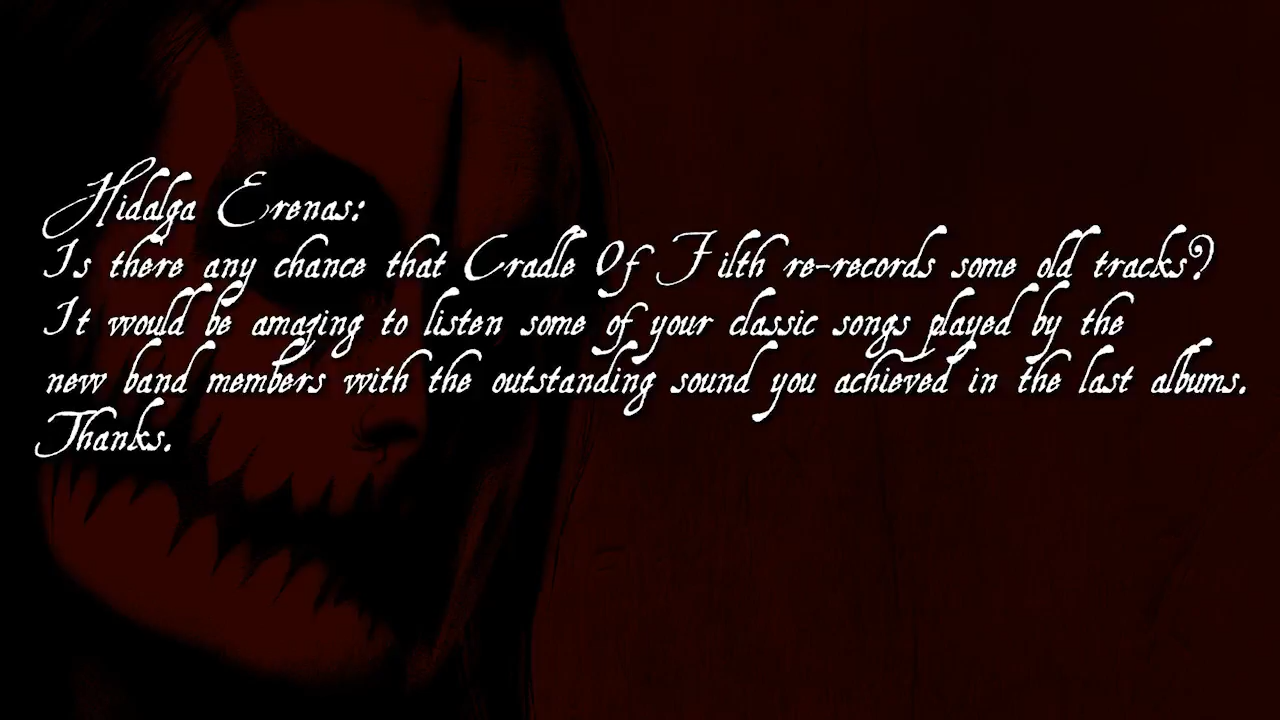 Hidalga Erenas:
Is there any chance that Cradle Of Filth re-records some old tracks?
It would be amazing to listen some of your classic songs played by the
new band members with the outstanding sound you achieved in the last albums.
Thanks.